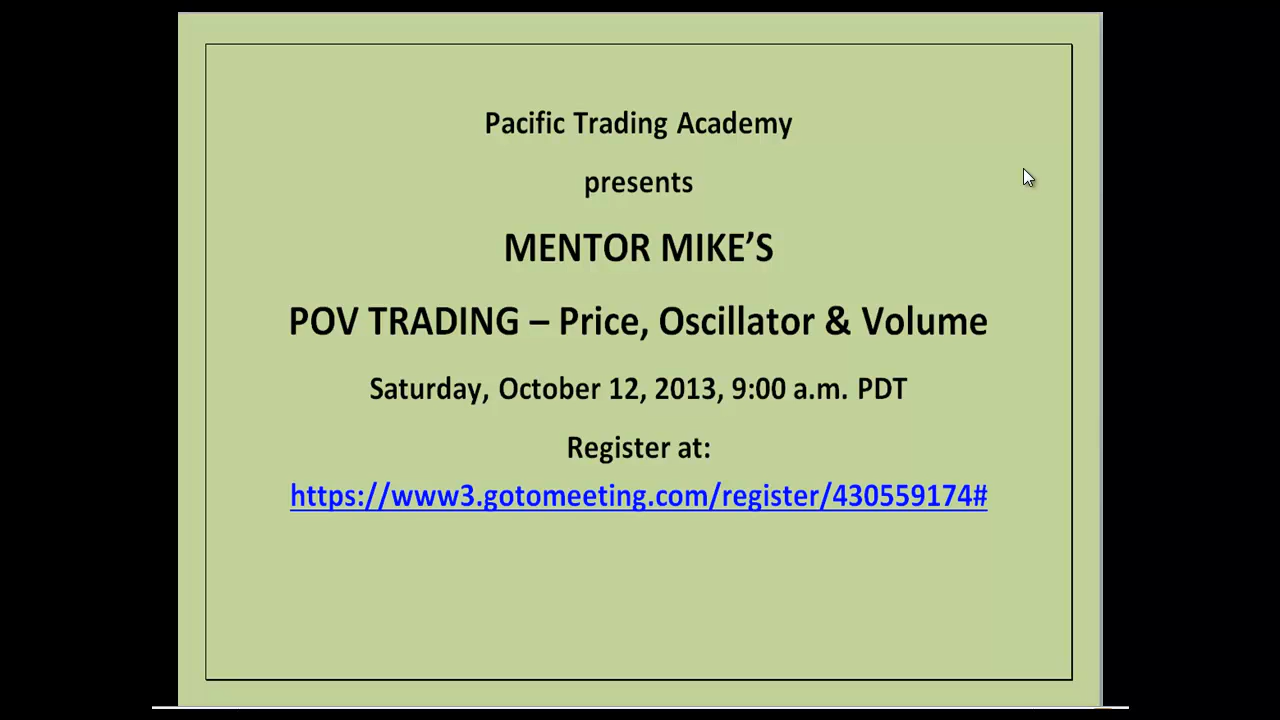 Pacific Trading Academy
presents
MENTOR MIKE’S
POV TRADING – Price, Oscillator & Volume
Saturday, October 12, 2013, 9:00 a.m. PDT
Register at:
https://www3.gotomeeting.com/register/430559174#